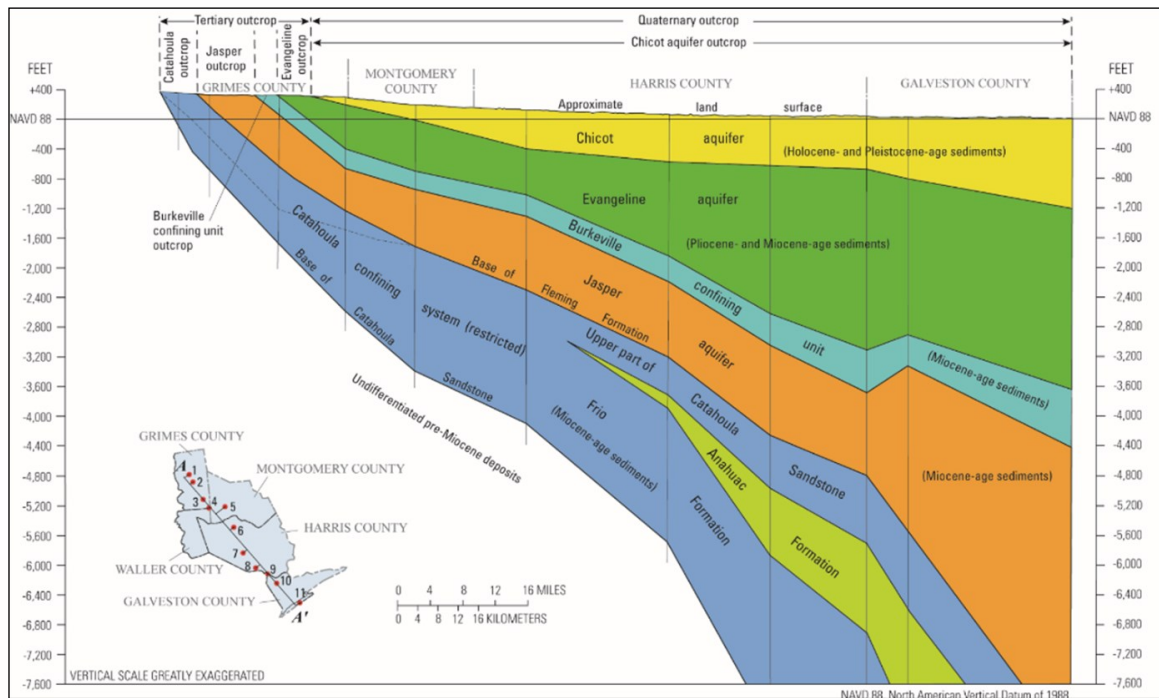 Tertiary outcrop
Quaternary outcrop
Chicot aquifer outcrop
Catahoula outcrop
Jasper outcrop
Evangeline outcrop
FEET
GRIMES COUNTY
MONTGOMERY COUNTY
HARRIS COUNTY
GALVESTON COUNTY
FEET
+400
NAVD 88
-400
-800
-1,200
-1,600
-2,000
-2,400
-2,800
-3,200
-3,600
-4,000
-4,400
-4,800
-5,200
-5,600
-6,000
-6,400
-6,800
-7,200
-7,600
+400
NAVD 88
-400
-800
-1,200
-1,600
-2,000
-2,400
-2,800
-3,200
-3,600
-4,000
-4,400
-4,800
-5,200
-5,600
-6,000
-6,400
-6,800
-7,200
-7,600
Approximate land surface
Chicot aquifer
(Holocene- and Pleistocene-age sediments)
Evangeline aquifer
(Pliocene- and Miocene-age sediments)
Burkeville
confining unit
outcrop
Burkeville confining unit
(Miocene-age sediments)
Jasper aquifer
(Miocene-age sediments)
Base of Fleming Formation
Catahoula confining system (restricted)
Base of Catahoula Sandstone
Upper part of Catahoula Sandstone
Frio Formation
(Miocene-age sediments)
Anahuac Formation
Undifferentiated pre-Miocene deposits
GRIMES COUNTY
MONTGOMERY COUNTY
HARRIS COUNTY
WALLER COUNTY
GALVESTON COUNTY
A
1
2
3
4
5
6
7
8
9
10
11
A'
0 4 8 12 16 MILES
0 4 8 12 16 KILOMETERS
VERTICAL SCALE GREATLY EXAGGERATED
NAVD 88, North American Vertical Datum of 1988